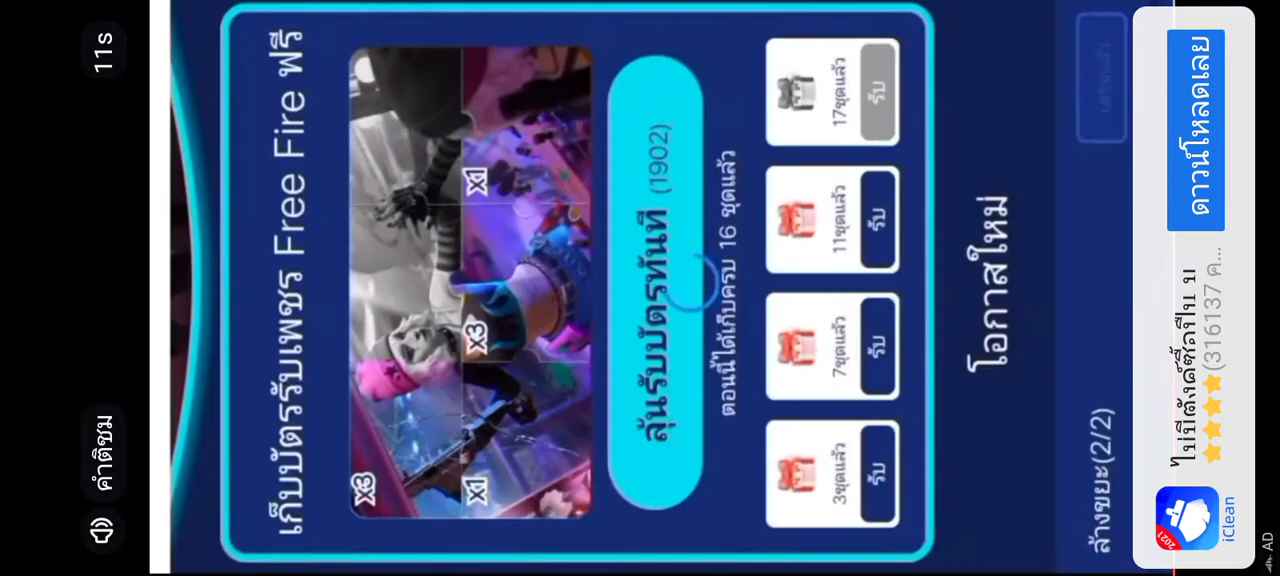 11s
คำติชม
เก็บบัตรรับเพชร Free Fire ฟรี
X3
X1
X3
X1
ลุ้นรับบัตรทันที (1902)
ตอนนี้ได้เก็บครบ 16 ชุดแล้ว
3ชุดแล้ว
รับ
7ชุดแล้ว
รับ
11ชุดแล้ว
รับ
17ชุดแล้ว
รับ
โอกาสใหม่
ล้างขยะ(2/2)
2021
iClean
(316137 ค...
ดาวน์โหลดเลย
AD